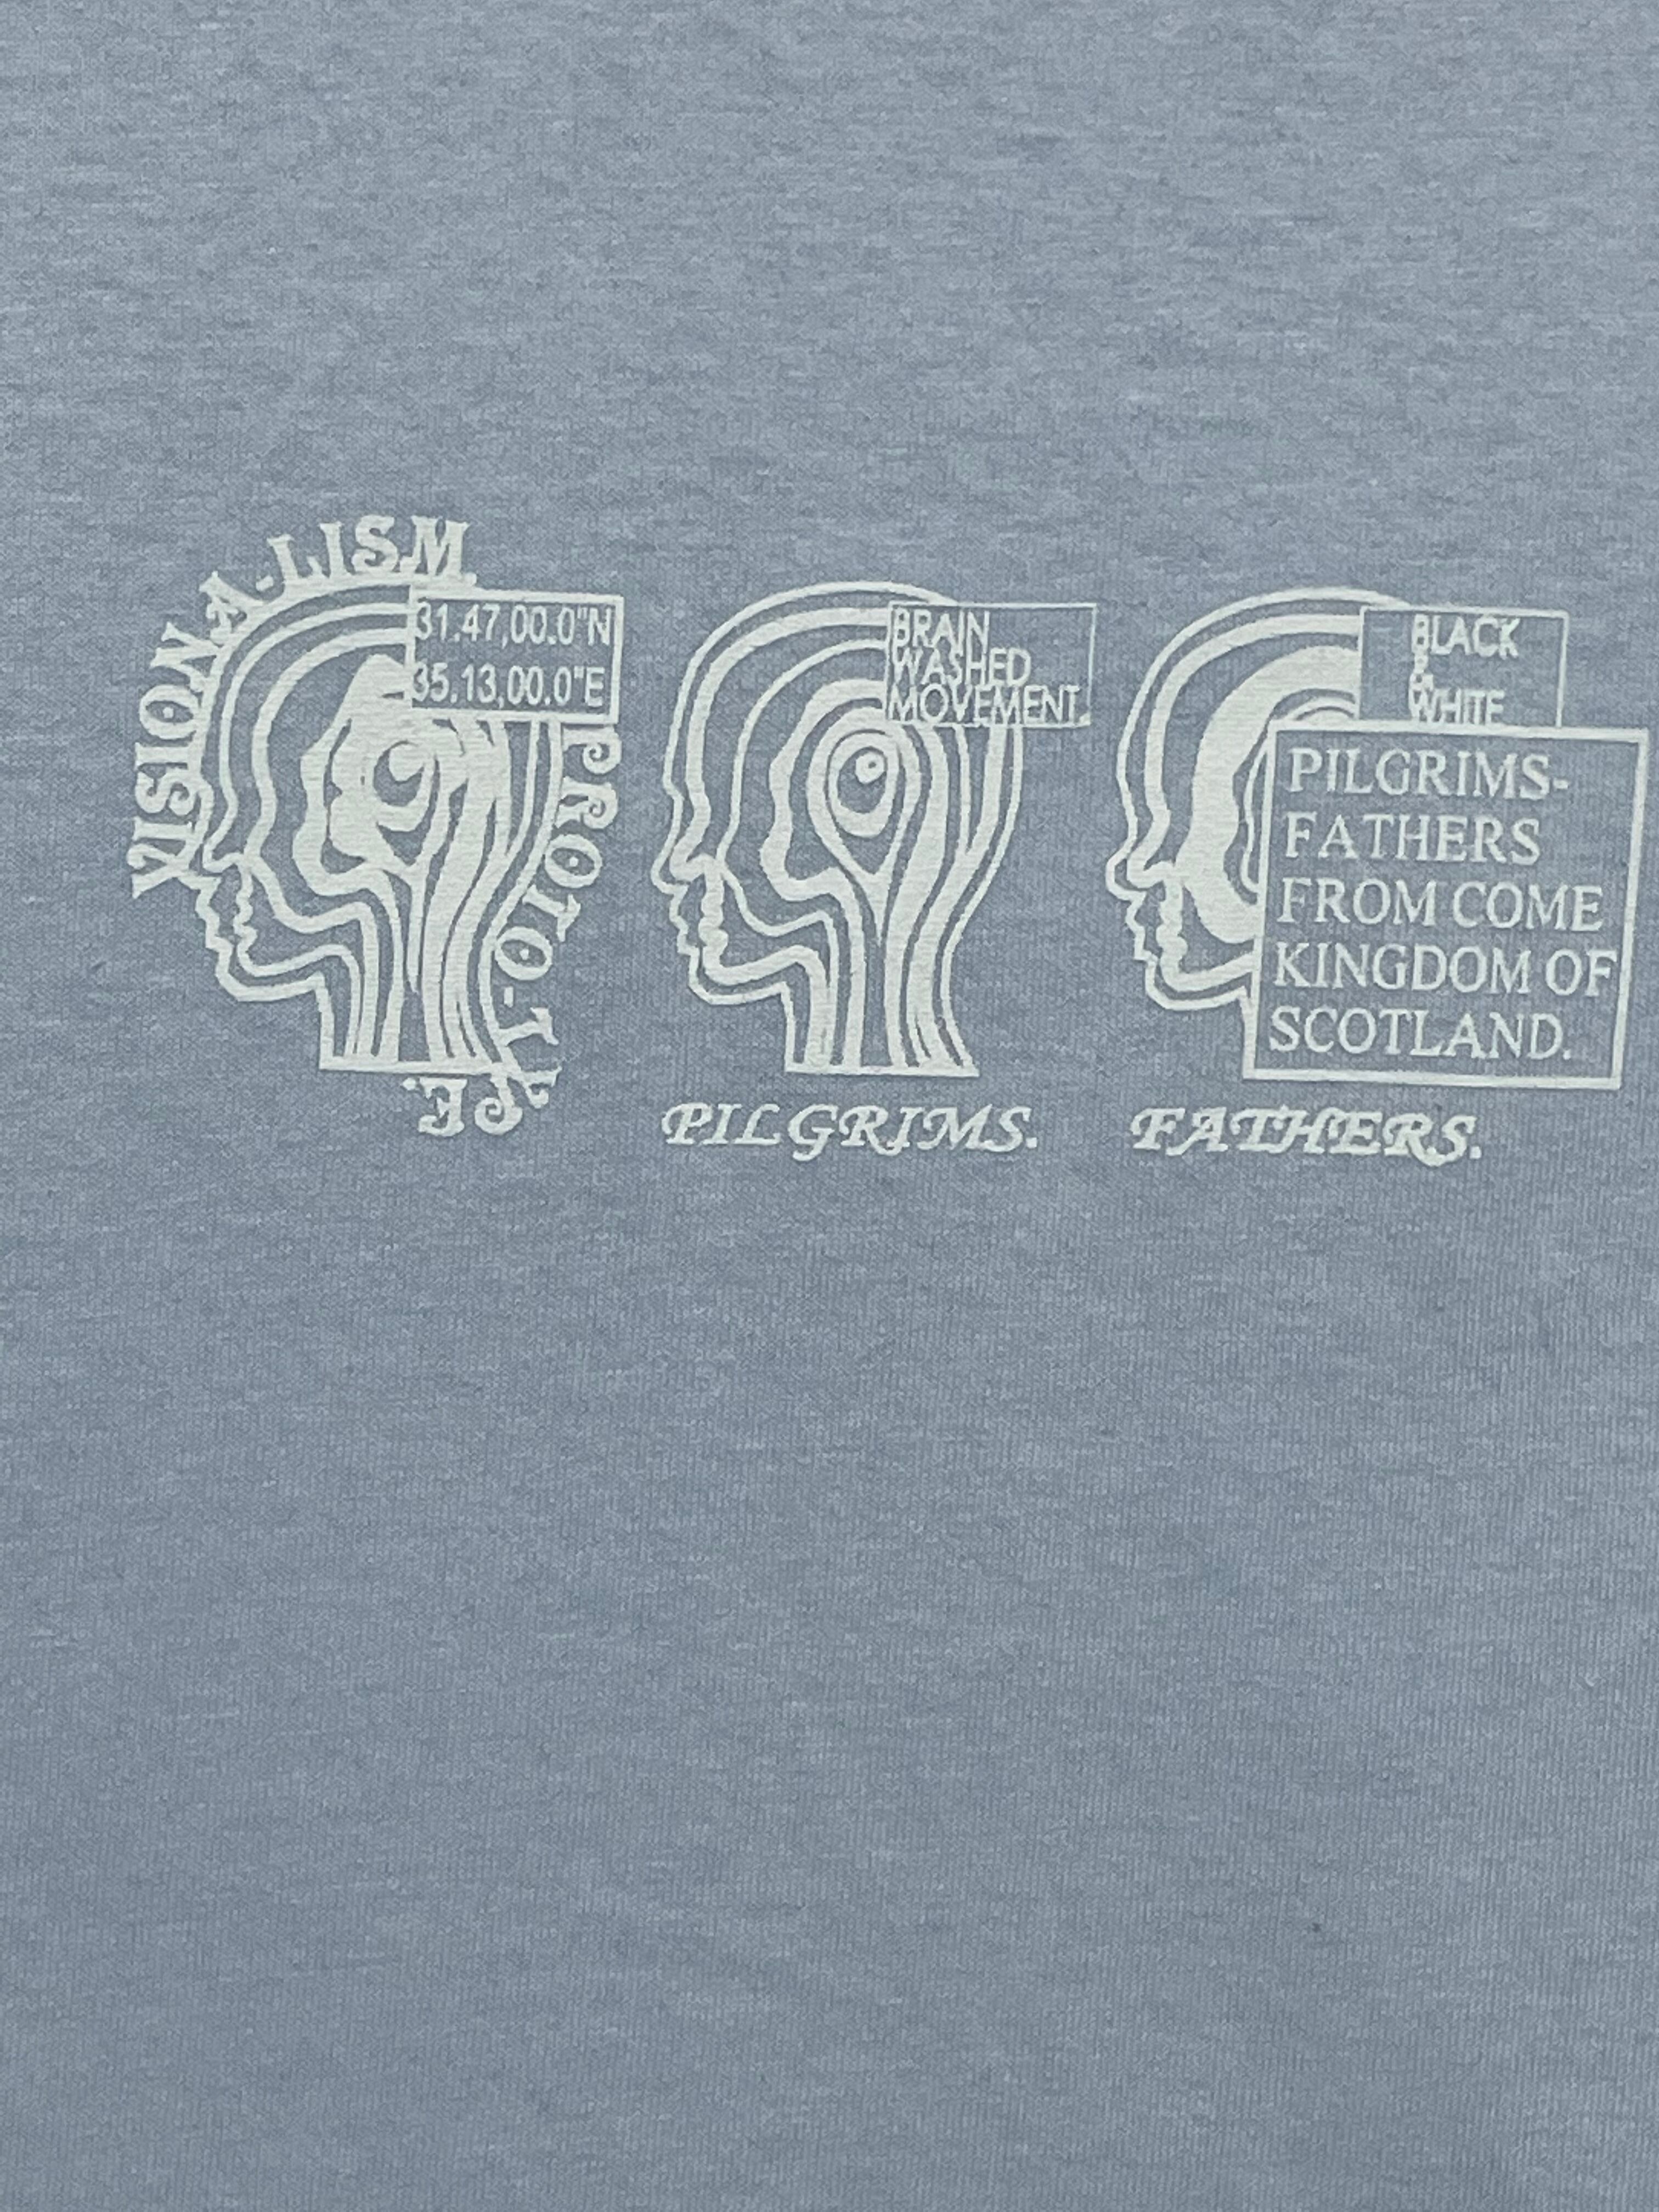 VISION-A-LISM.
PROTO-TYPE.
31.47,00.0"N
35.13,00.0"E
BRAIN
WASHED
MOVEMENT.
PILGRIMS.
BLACK
&
WHITE
PILGRIMS-
FATHERS
FROM COME
KINGDOM OF
SCOTLAND.
FATHERS.